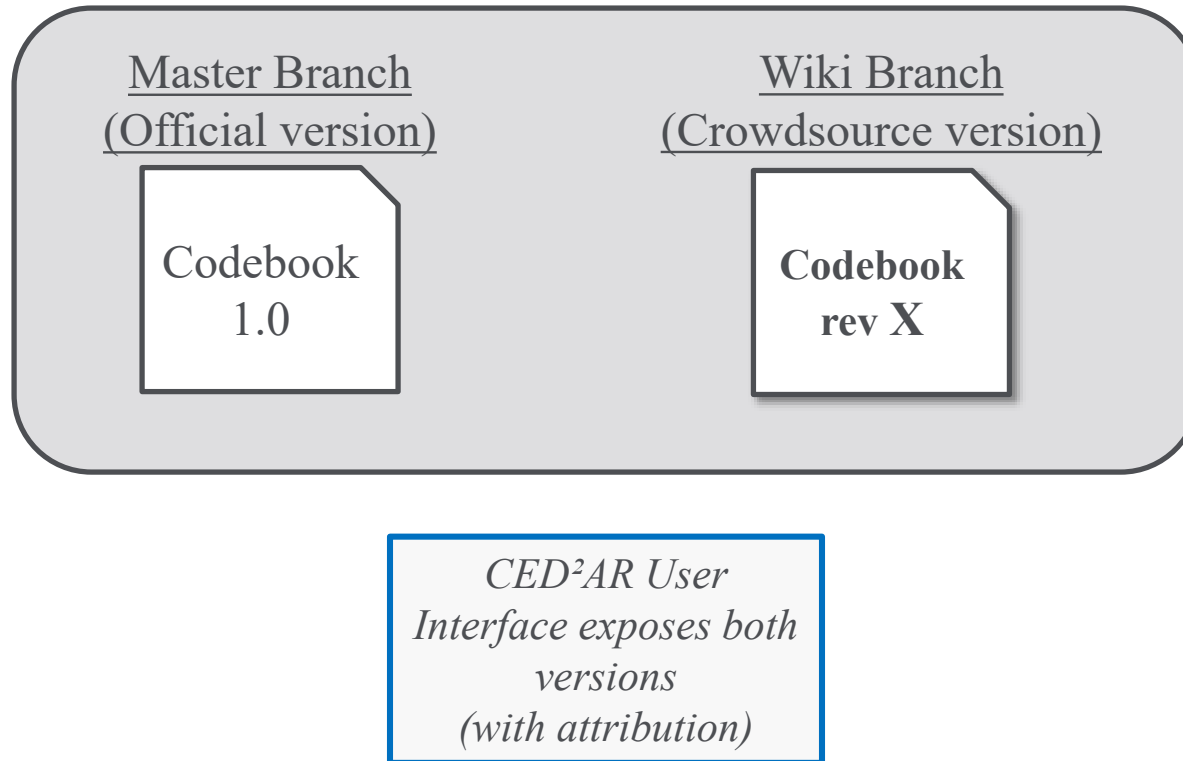 Master Branch
(Official version)
Codebook
1.0
Wiki Branch
(Crowdsource version)
Codebook
rev X
CED²AR User
Interface exposes both
versions
(with attribution)